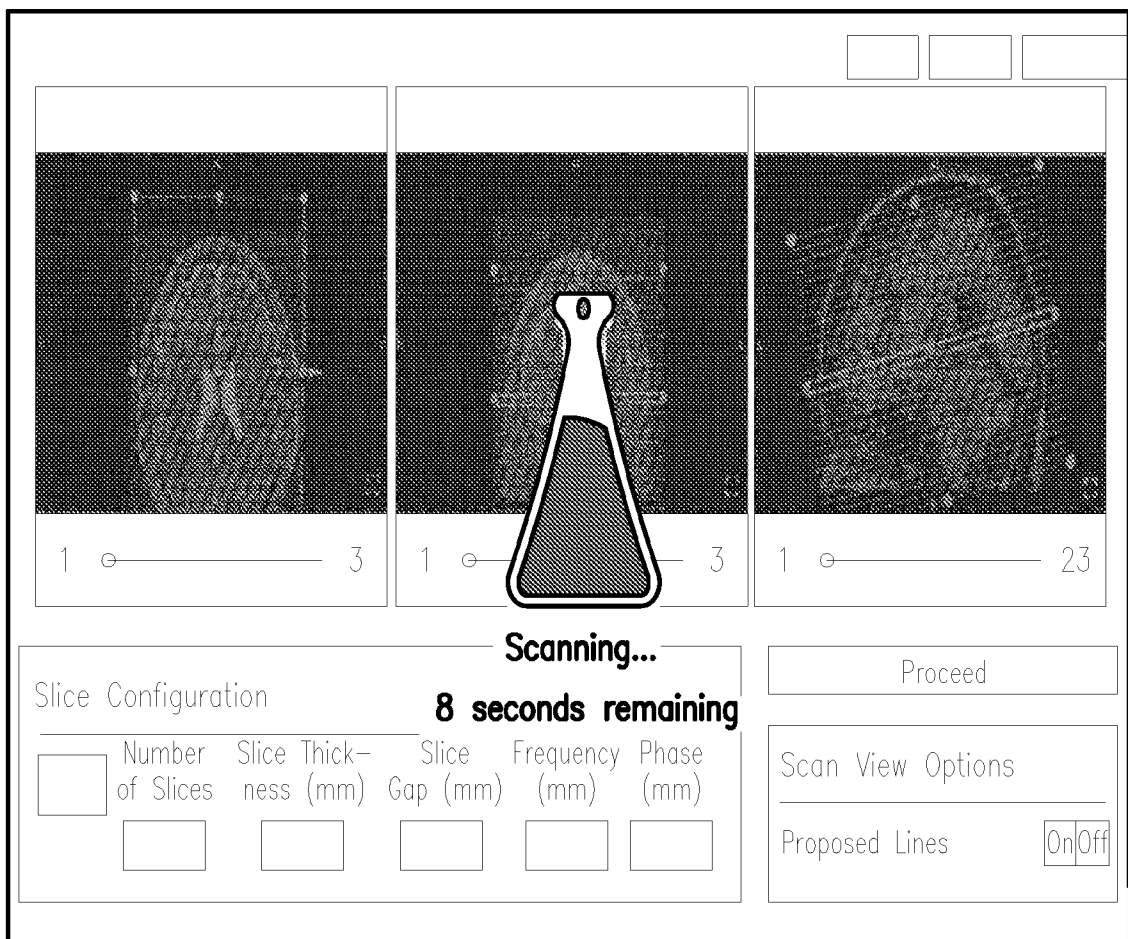 1 3
1 3
1 23
Scanning...
8 seconds remaining
Proceed
Slice Configuration
Number of Slices
Slice Thick-
ness (mm)
Slice Gap (mm)
Frequency (mm)
Phase (mm)
Scan View Options
Proposed Lines On Off